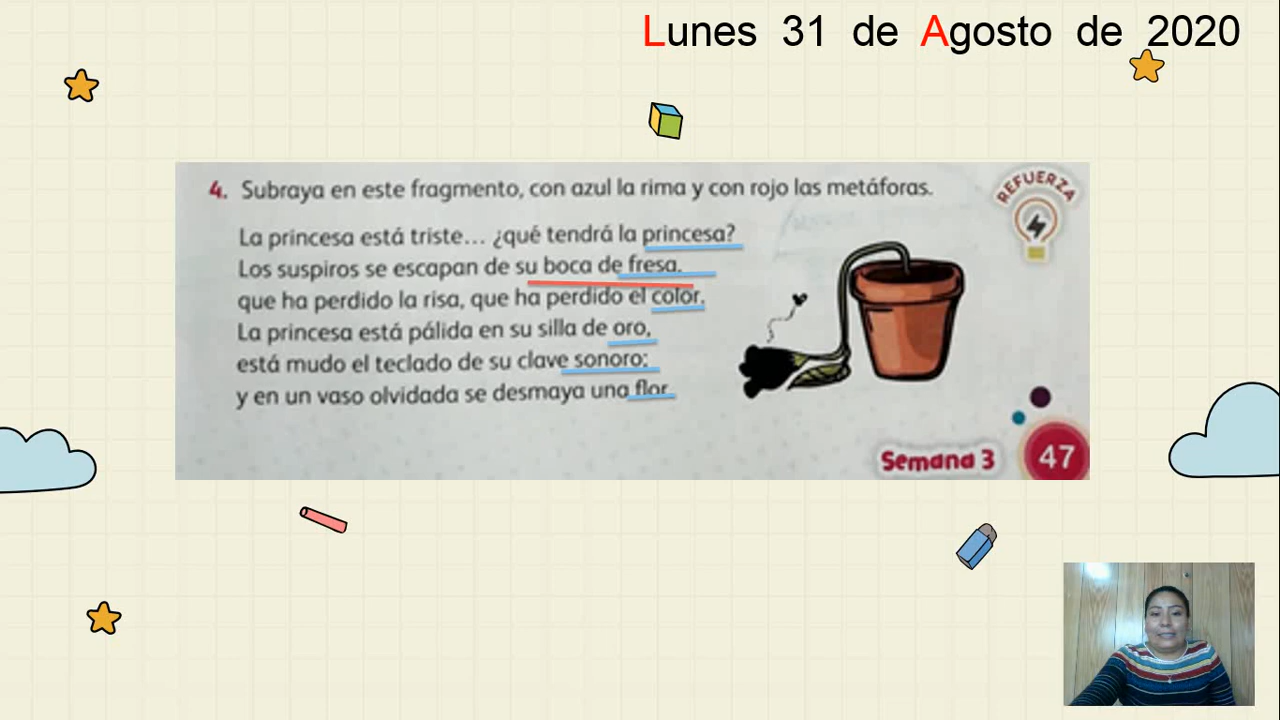 Lunes 31 de Agosto de 2020
4. Subraya en este fragmento, con azul la rima y con rojo las metáforas.
REFUERZA
La princesa está triste... ¿qué tendrá la princesa?
Los suspiros se escapan de su boca de fresa.
que ha perdido la risa, que ha perdido el color.
La princesa está pálida en su silla de oro,
está mudo el teclado de su clave sonoro:
y en un vaso olvidada se desmaya una flor.
Semana 3
47